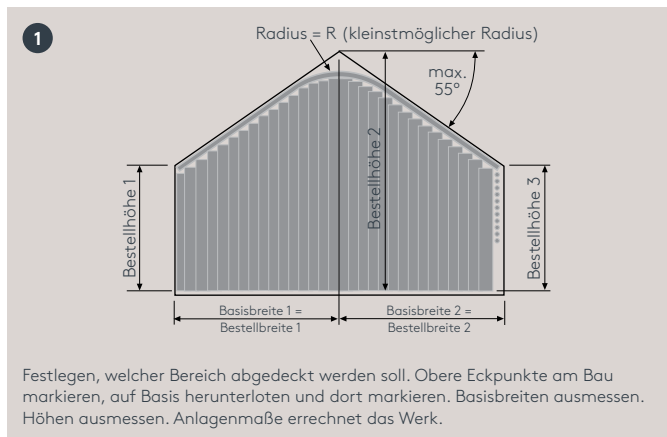 1
Radius = R (kleinstmöglicher Radius)
max.
55°
Bestellhöhe 1
Bestellhöhe 2
Bestellhöhe 3
Basisbreite 1 =
Bestellbreite 1
Basisbreite 2 =
Bestellbreite 2
Festlegen, welcher Bereich abgedeckt werden soll. Obere Eckpunkte am Bau
markieren, auf Basis herunterloten und dort markieren. Basisbreiten ausmessen.
Höhen ausmessen. Anlagenmaße errechnet das Werk.